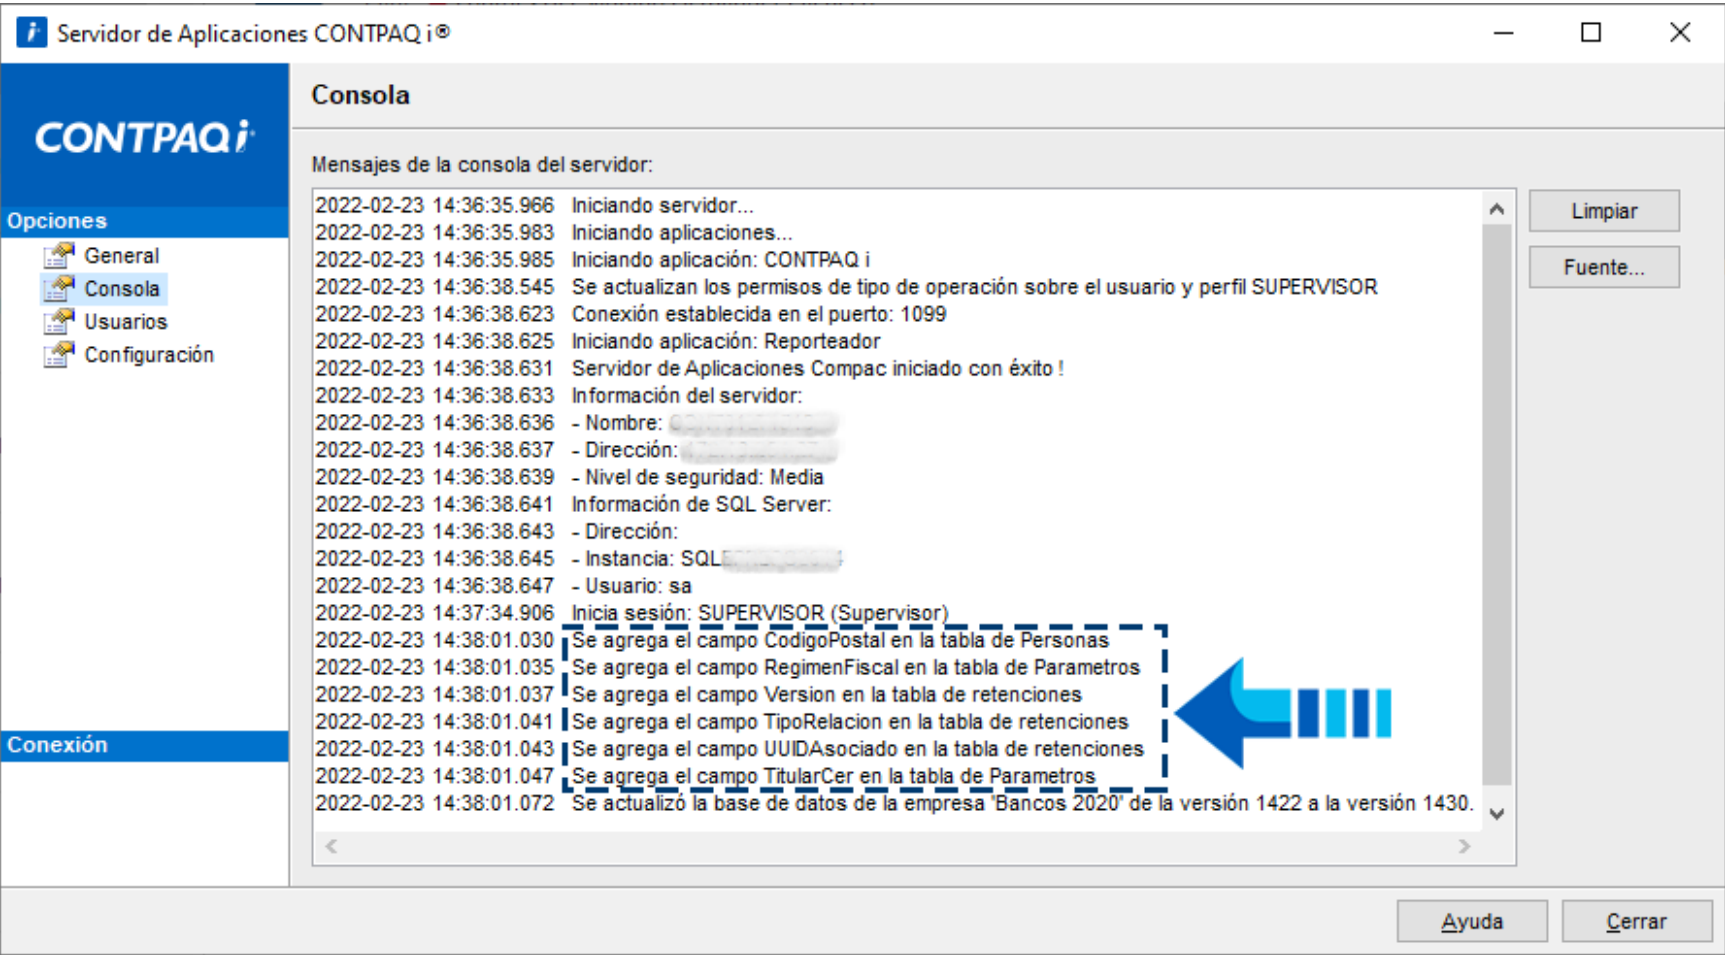 Servidor de Aplicaciones CONTPAQ i®
CONTPAQi
Opciones
General
Consola
Usuarios
Configuración
Conexión
Consola
Mensajes de la consola del servidor:
2022-02-23 14:36:35.966 Iniciando servidor...
2022-02-23 14:36:35.983 Iniciando aplicaciones...
2022-02-23 14:36:35.985 Iniciando aplicación: CONTPAQ i
2022-02-23 14:36:38.545 Se actualizan los permisos de tipo de operación sobre el usuario y perfil SUPERVISOR
2022-02-23 14:36:38.623 Conexión establecida en el puerto: 1099
2022-02-23 14:36:38.625 Iniciando aplicación: Reporteador
2022-02-23 14:36:38.631 Servidor de Aplicaciones Compac iniciado con éxito !
2022-02-23 14:36:38.633 Información del servidor:
2022-02-23 14:36:38.636 - Nombre:
2022-02-23 14:36:38.637 - Dirección:
2022-02-23 14:36:38.639 - Nivel de seguridad: Media
2022-02-23 14:36:38.641 Información de SQL Server:
2022-02-23 14:36:38.643 - Dirección:
2022-02-23 14:36:38.645 - Instancia:
2022-02-23 14:36:38.647 - Usuario: sa
2022-02-23 14:37:34.906 Inicia sesión: SUPERVISOR (Supervisor)
2022-02-23 14:38:01.030 Se agrega el campo CodigoPostal en la tabla de Personas
2022-02-23 14:38:01.035 Se agrega el campo RegimenFiscal en la tabla de Parametros
2022-02-23 14:38:01.037 Se agrega el campo Version en la tabla de retenciones
2022-02-23 14:38:01.041 Se agrega el campo TipoRelacion en la tabla de retenciones
2022-02-23 14:38:01.043 Se agrega el campo UUIDAsociado en la tabla de retenciones
2022-02-23 14:38:01.047 Se agrega el campo TitularCer en la tabla de Parametros
2022-02-23 14:38:01.072 Se actualizó la base de datos de la empresa 'Bancos 2020' de la versión 1422 a la versión 1430.
Limpiar
Fuente...
Ayuda
Cerrar